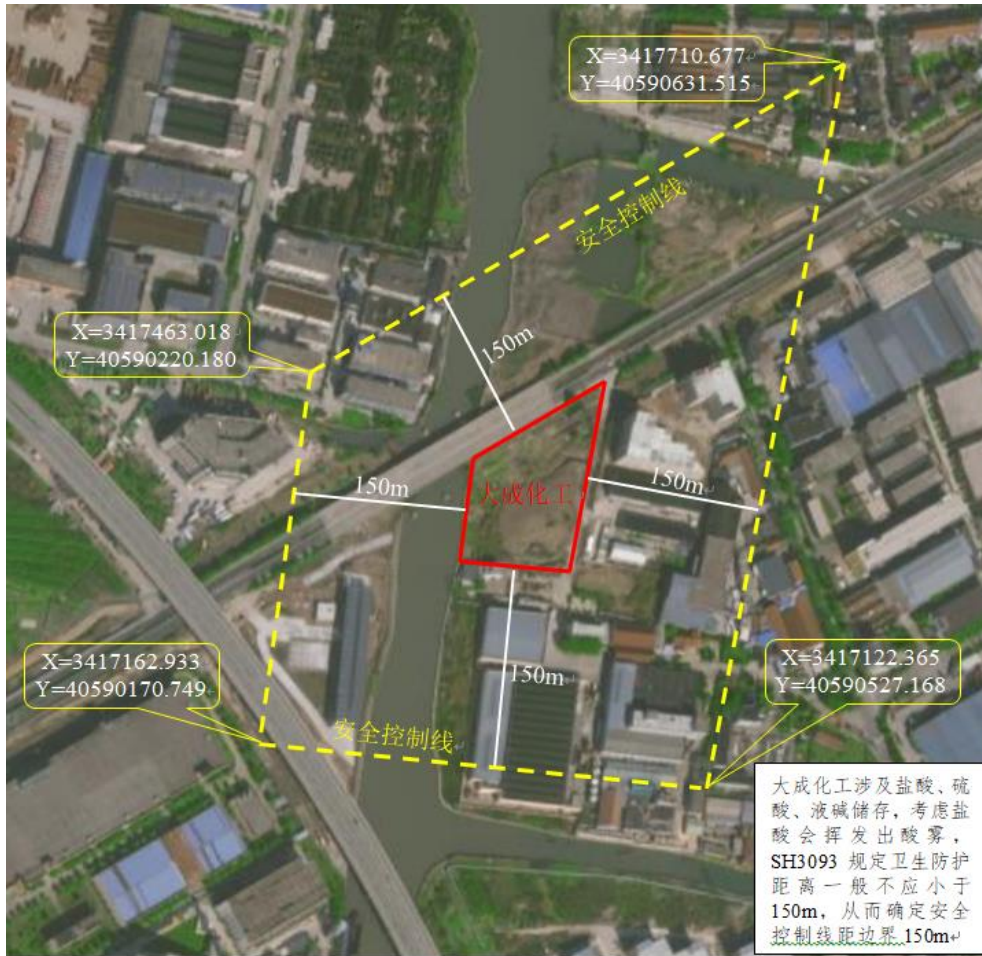 X=3417710.677
Y=40590631.515
安全控制线
X=3417463.018
Y=40590220.180
150m
大成化工
150m
150m
X=3417162.933
Y=40590170.749
150m
X=3417122.365
Y=40590527.168
安全控制线
大成化工涉及盐酸、硫
酸、液碱储存，考虑盐
酸会挥发出酸雾，
SH3093 规定卫生防护
距离一般不应小于
150m，从而确定安全
控制线距边界 150m